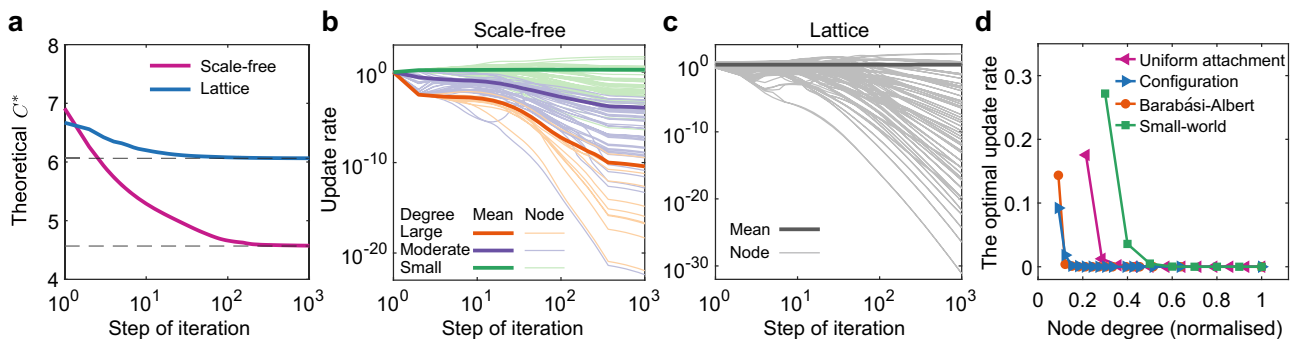 a
Theoretical C*
8
7
6
5
4
Scale-free
Lattice
10^0 10^1 10^2 10^3
Step of iteration
b
Scale-free
Update rate
10^0
10^-10
10^-20
Degree Mean Node
Large
Moderate
Small
10^0 10^1 10^2 10^3
Step of iteration
c
Lattice
10^0
10^-10
10^-20
10^-30
Mean
Node
10^0 10^1 10^2 10^3
Step of iteration
d
The optimal update rate
0.3
0.2
0.1
0
Uniform attachment
Configuration
Barabási-Albert
Small-world
0 0.2 0.4 0.6 0.8 1
Node degree (normalised)